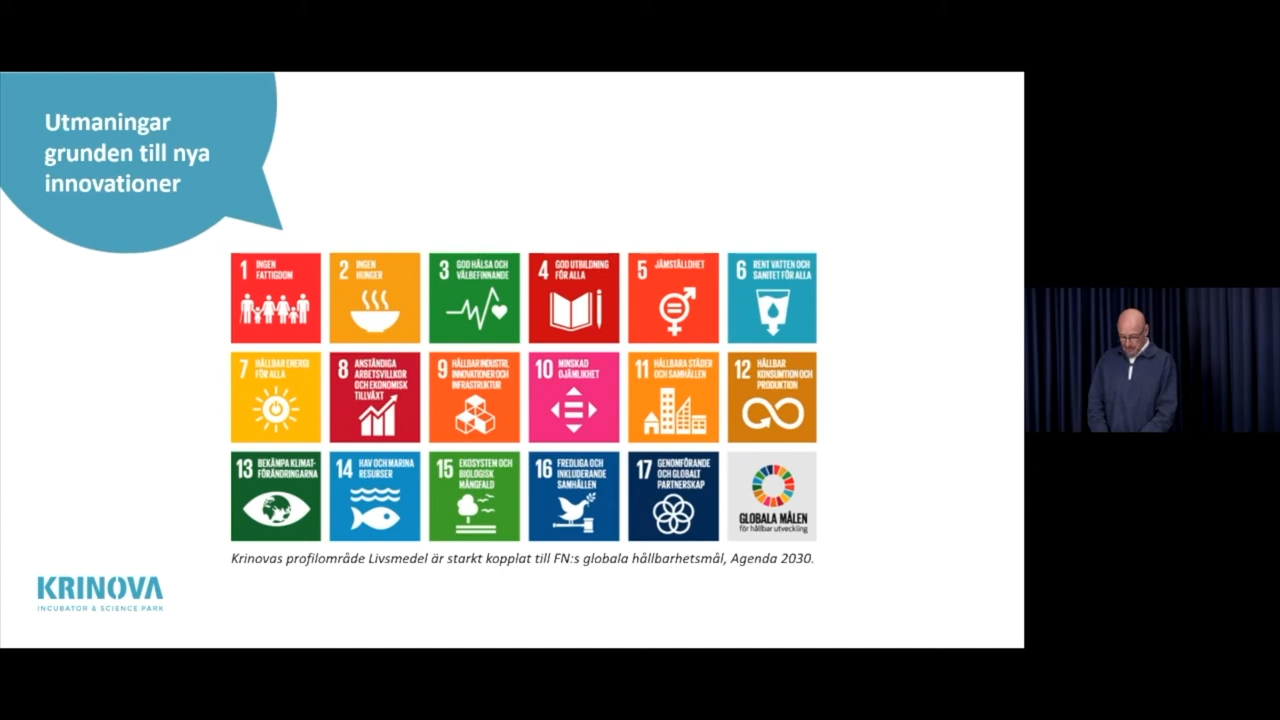 Utmaningar
grunden till nya
innovationer
1 INGEN
FATTIGDOM
2 INGEN
HUNGER
3 GOD HÄLSA OCH
VÄLBEFINNANDE
4 GOD UTBILDNING
FÖR ALLA
5 JÄMSTÄLLDHET
6 RENT VATTEN OCH
SANITET FÖR ALLA
7 HÅLLBAR ENERGI
FÖR ALLA
8 ANSTÄNDIGA
ARBETSVILLKOR
OCH EKONOMISK
TILLVÄXT
9 HÅLLBAR INDUSTRI,
INNOVATIONER OCH
INFRASTRUKTUR
10 MINSKAD
OJÄMLIKHET
11 HÅLLBARA STÄDER
OCH SAMHÄLLEN
12 HÅLLBAR
KONSUMTION OCH
PRODUKTION
13 BEKÄMPA KLIMAT-
FÖRÄNDRINGARNA
14 HAV OCH MARINA
RESURSER
15 EKOSYSTEM OCH
BIOLOGISK
MÅNGFALD
16 FREDLIGA OCH
INKLUDERANDE
SAMHÄLLEN
17 GENOMFÖRANDE
OCH GLOBALT
PARTNERSKAP
GLOBALA MÅLEN
för hållbar utveckling
Krinovas profilområde Livsmedel är starkt kopplat till FN:s globala hållbarhetsmål, Agenda 2030.
KRINOVA
INCUBATOR & SCIENCE PARK